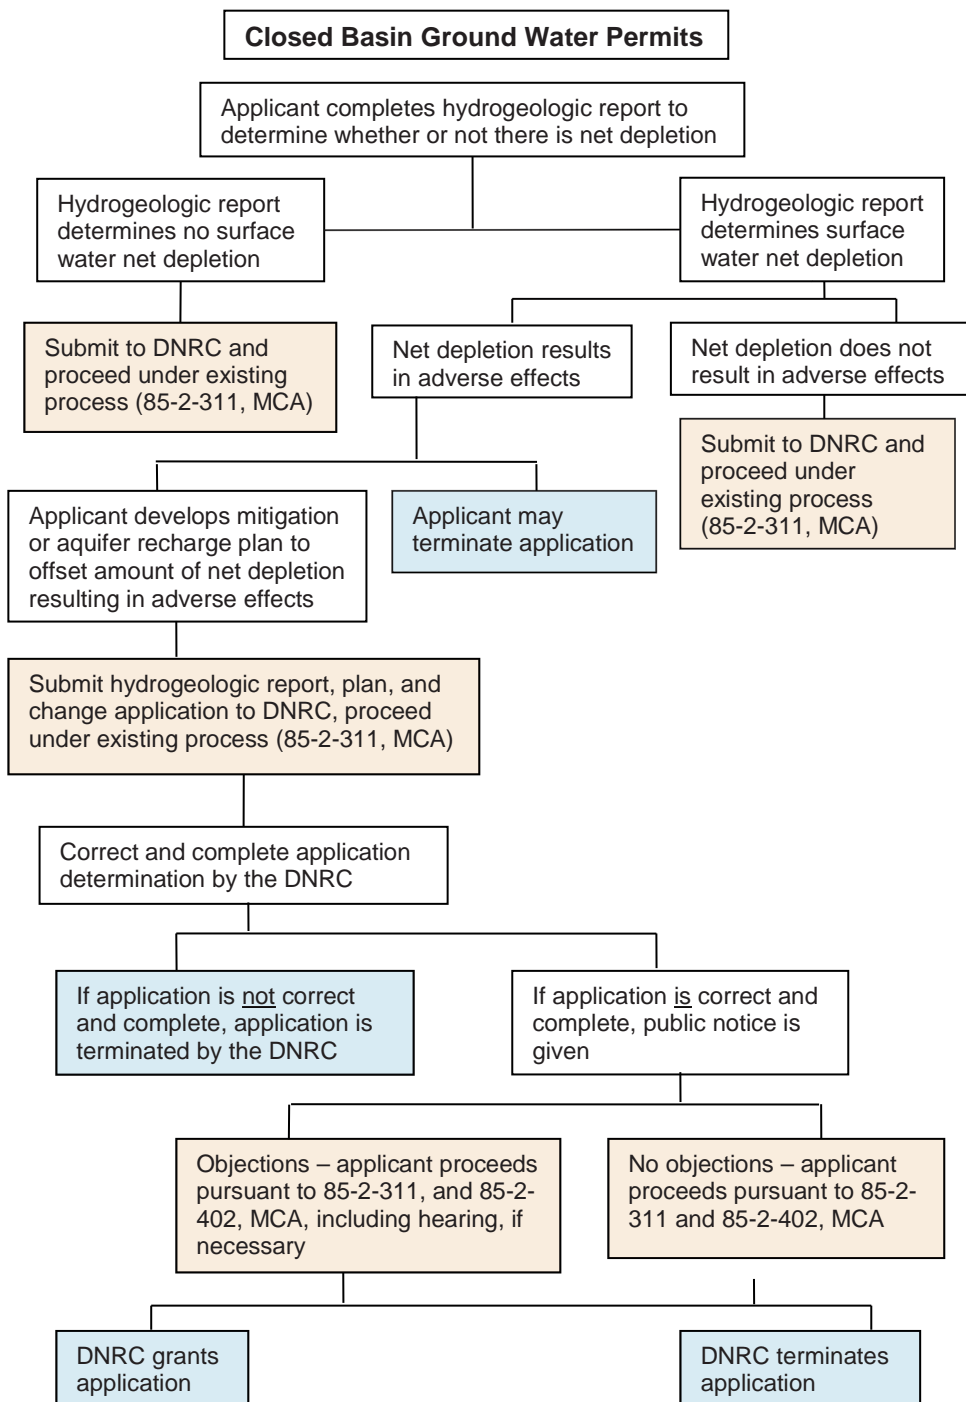 Closed Basin Ground Water Permits
Applicant completes hydrogeologic report to
determine whether or not there is net depletion
Hydrogeologic report
determines no surface
water net depletion
Hydrogeologic report
determines surface
water net depletion
Submit to DNRC and
proceed under existing
process (85-2-311, MCA)
Net depletion results
in adverse effects
Net depletion does not
result in adverse effects
Submit to DNRC and
proceed under
existing process
(85-2-311, MCA)
Applicant develops mitigation
or aquifer recharge plan to
offset amount of net depletion
resulting in adverse effects
Applicant may
terminate application
Submit hydrogeologic report, plan, and
change application to DNRC, proceed
under existing process (85-2-311, MCA)
Correct and complete application
determination by the DNRC
If application is not correct
and complete, application is
terminated by the DNRC
If application is correct and
complete, public notice is
given
Objections – applicant proceeds
pursuant to 85-2-311, and 85-2-
402, MCA, including hearing, if
necessary
No objections – applicant
proceeds pursuant to 85-2-
311 and 85-2-402, MCA
DNRC grants
application
DNRC terminates
application